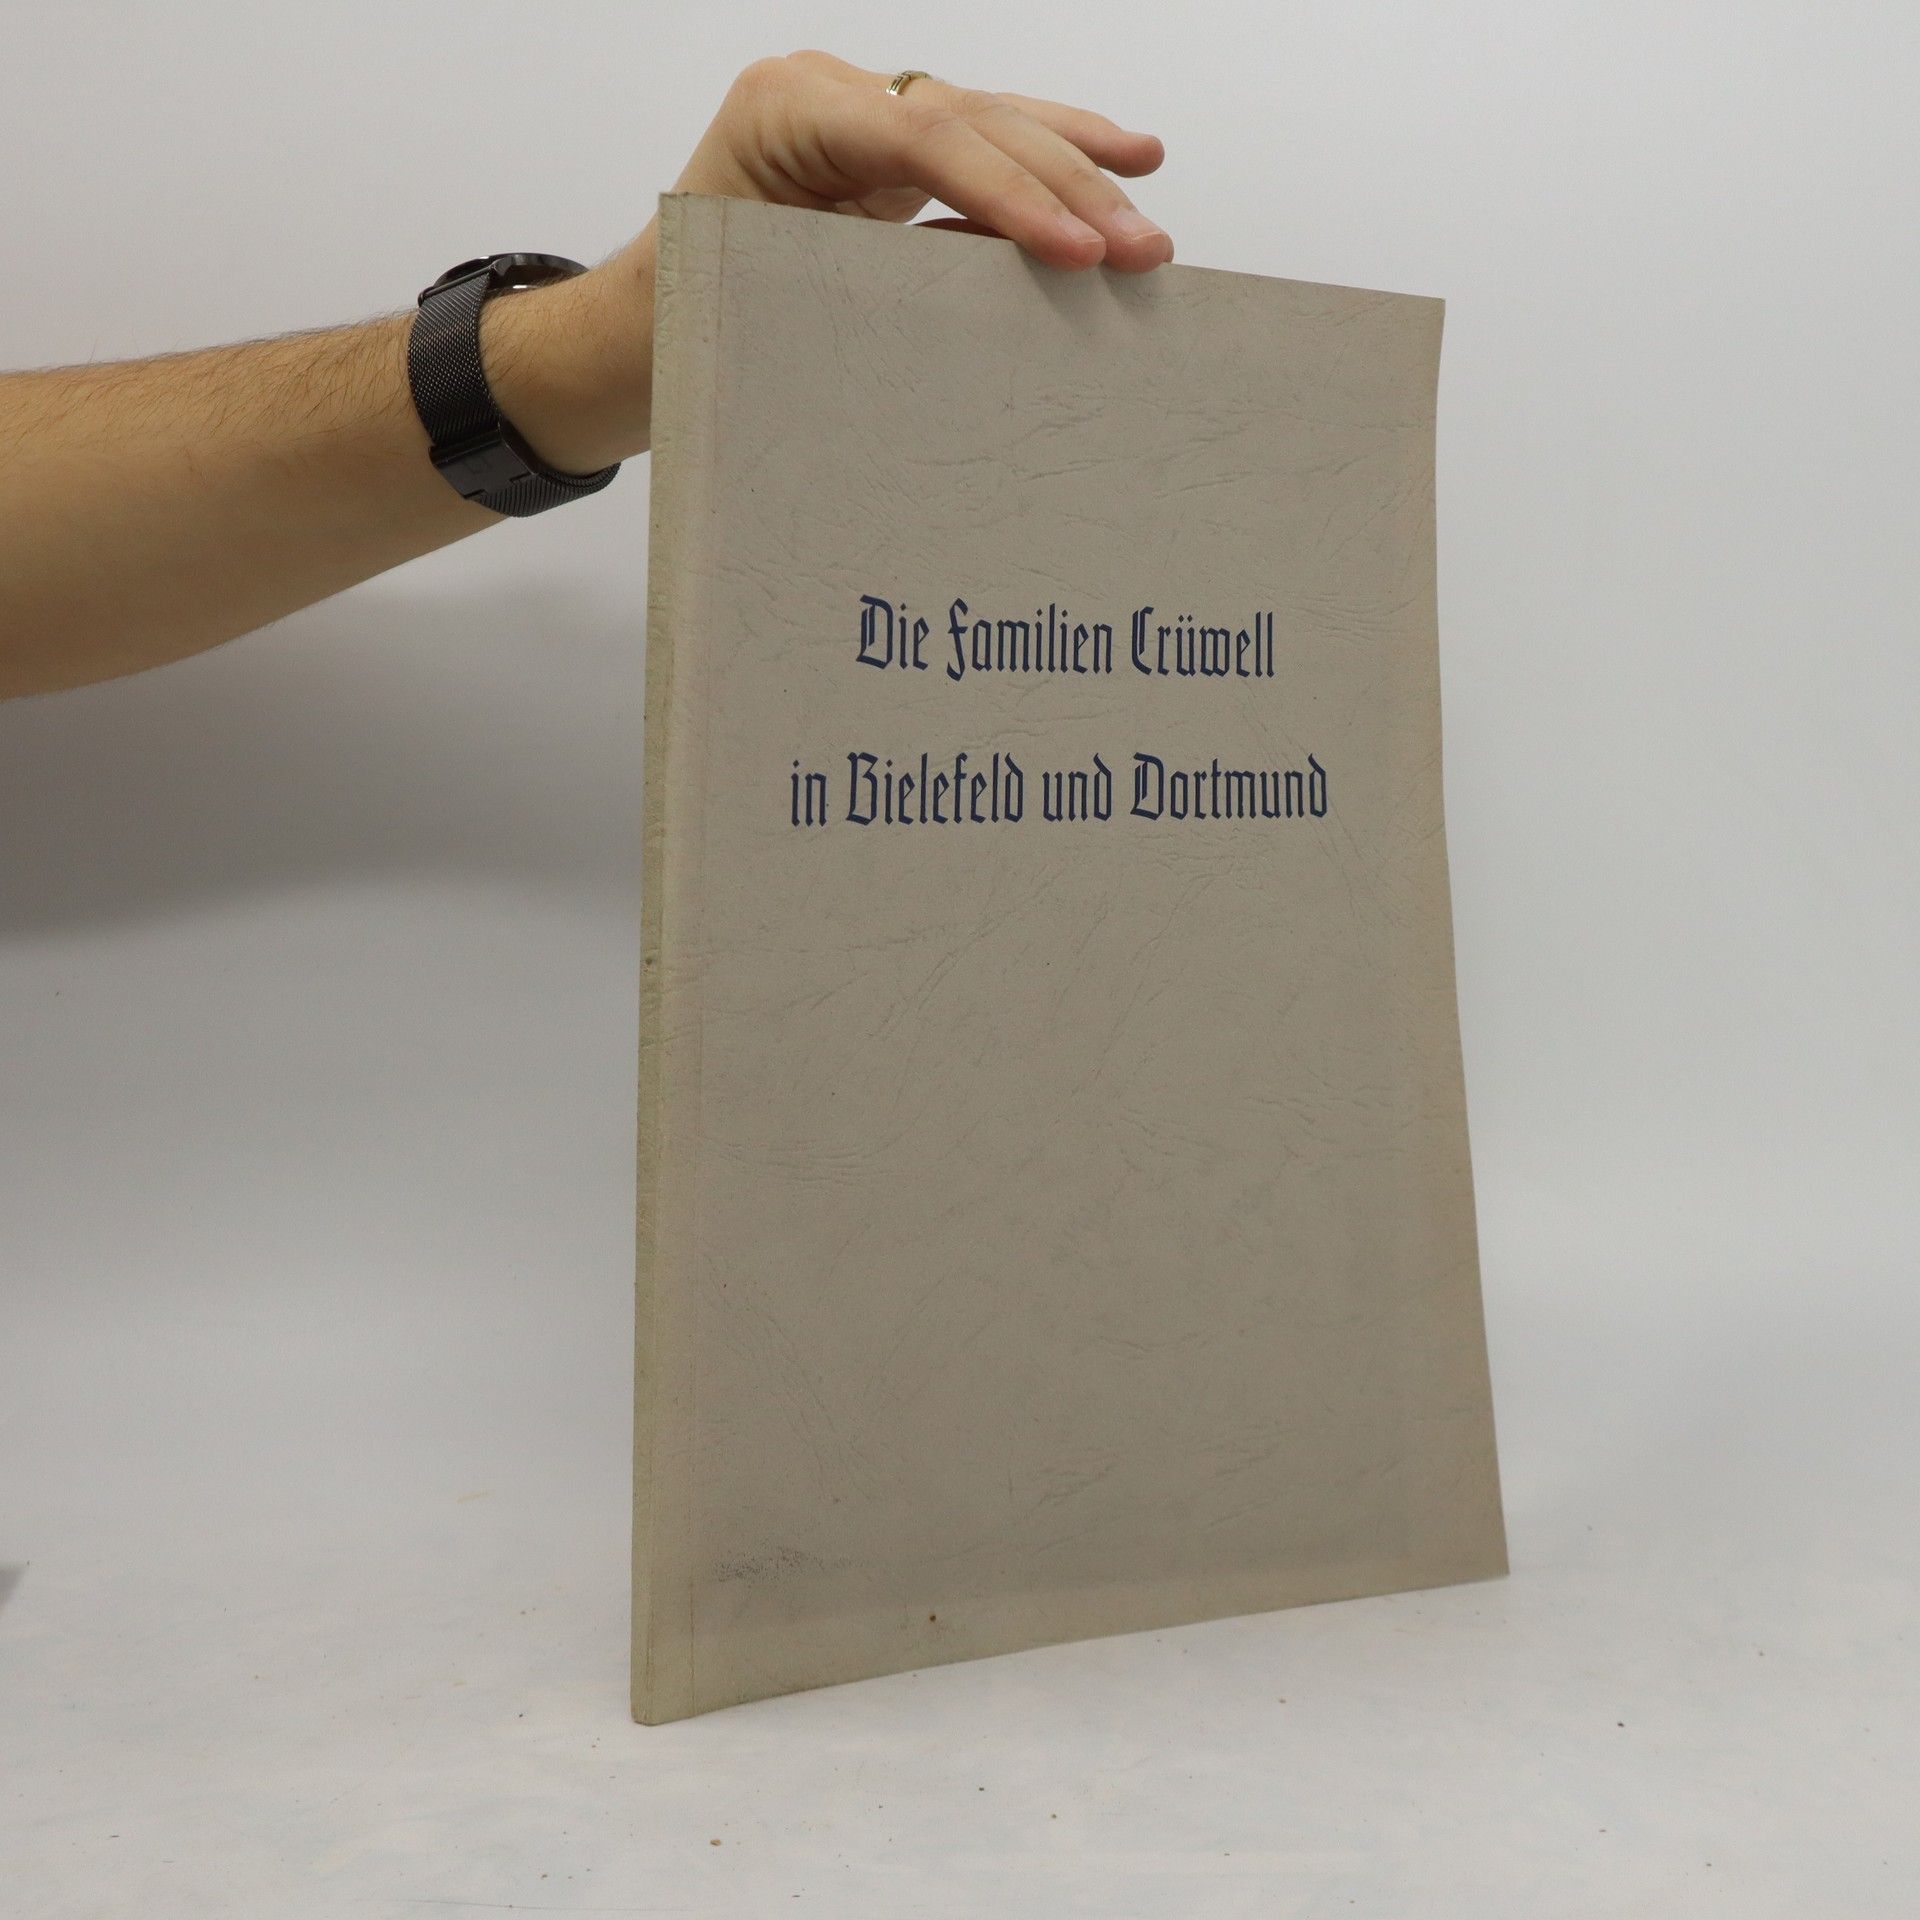 Die Familien Crüwell
in Bielefeld und Dortmund